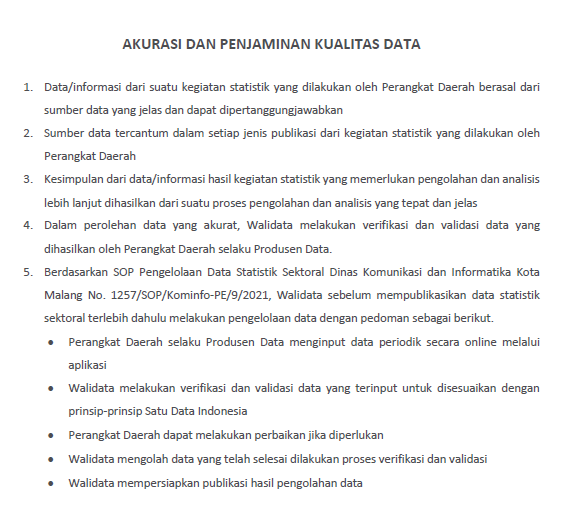 AKURASI DAN PENJAMINAN KUALITAS DATA
1. Data/informasi dari suatu kegiatan statistik yang dilakukan oleh Perangkat Daerah berasal dari
sumber data yang jelas dan dapat dipertanggungjawabkan
2. Sumber data tercantum dalam setiap jenis publikasi dari kegiatan statistik yang dilakukan oleh
Perangkat Daerah
3. Kesimpulan dari data/informasi hasil kegiatan statistik yang memerlukan pengolahan dan analisis
lebih lanjut dihasilkan dari suatu proses pengolahan dan analisis yang tepat dan jelas
4. Dalam perolehan data yang akurat, Walidata melakukan verifikasi dan validasi data yang
dihasilkan oleh Perangkat Daerah selaku Produsen Data.
5. Berdasarkan SOP Pengelolaan Data Statistik Sektoral Dinas Komunikasi dan Informatika Kota
Malang No. 1257/SOP/Kominfo-PE/9/2021, Walidata sebelum mempublikasikan data statistik
sektoral terlebih dahulu melakukan pengelolaan data dengan pedoman sebagai berikut.
• Perangkat Daerah selaku Produsen Data menginput data periodik secara online melalui
aplikasi
• Walidata melakukan verifikasi dan validasi data yang terinput untuk disesuaikan dengan
prinsip-prinsip Satu Data Indonesia
• Perangkat Daerah dapat melakukan perbaikan jika diperlukan
• Walidata mengolah data yang telah selesai dilakukan proses verifikasi dan validasi
• Walidata mempersiapkan publikasi hasil pengolahan data